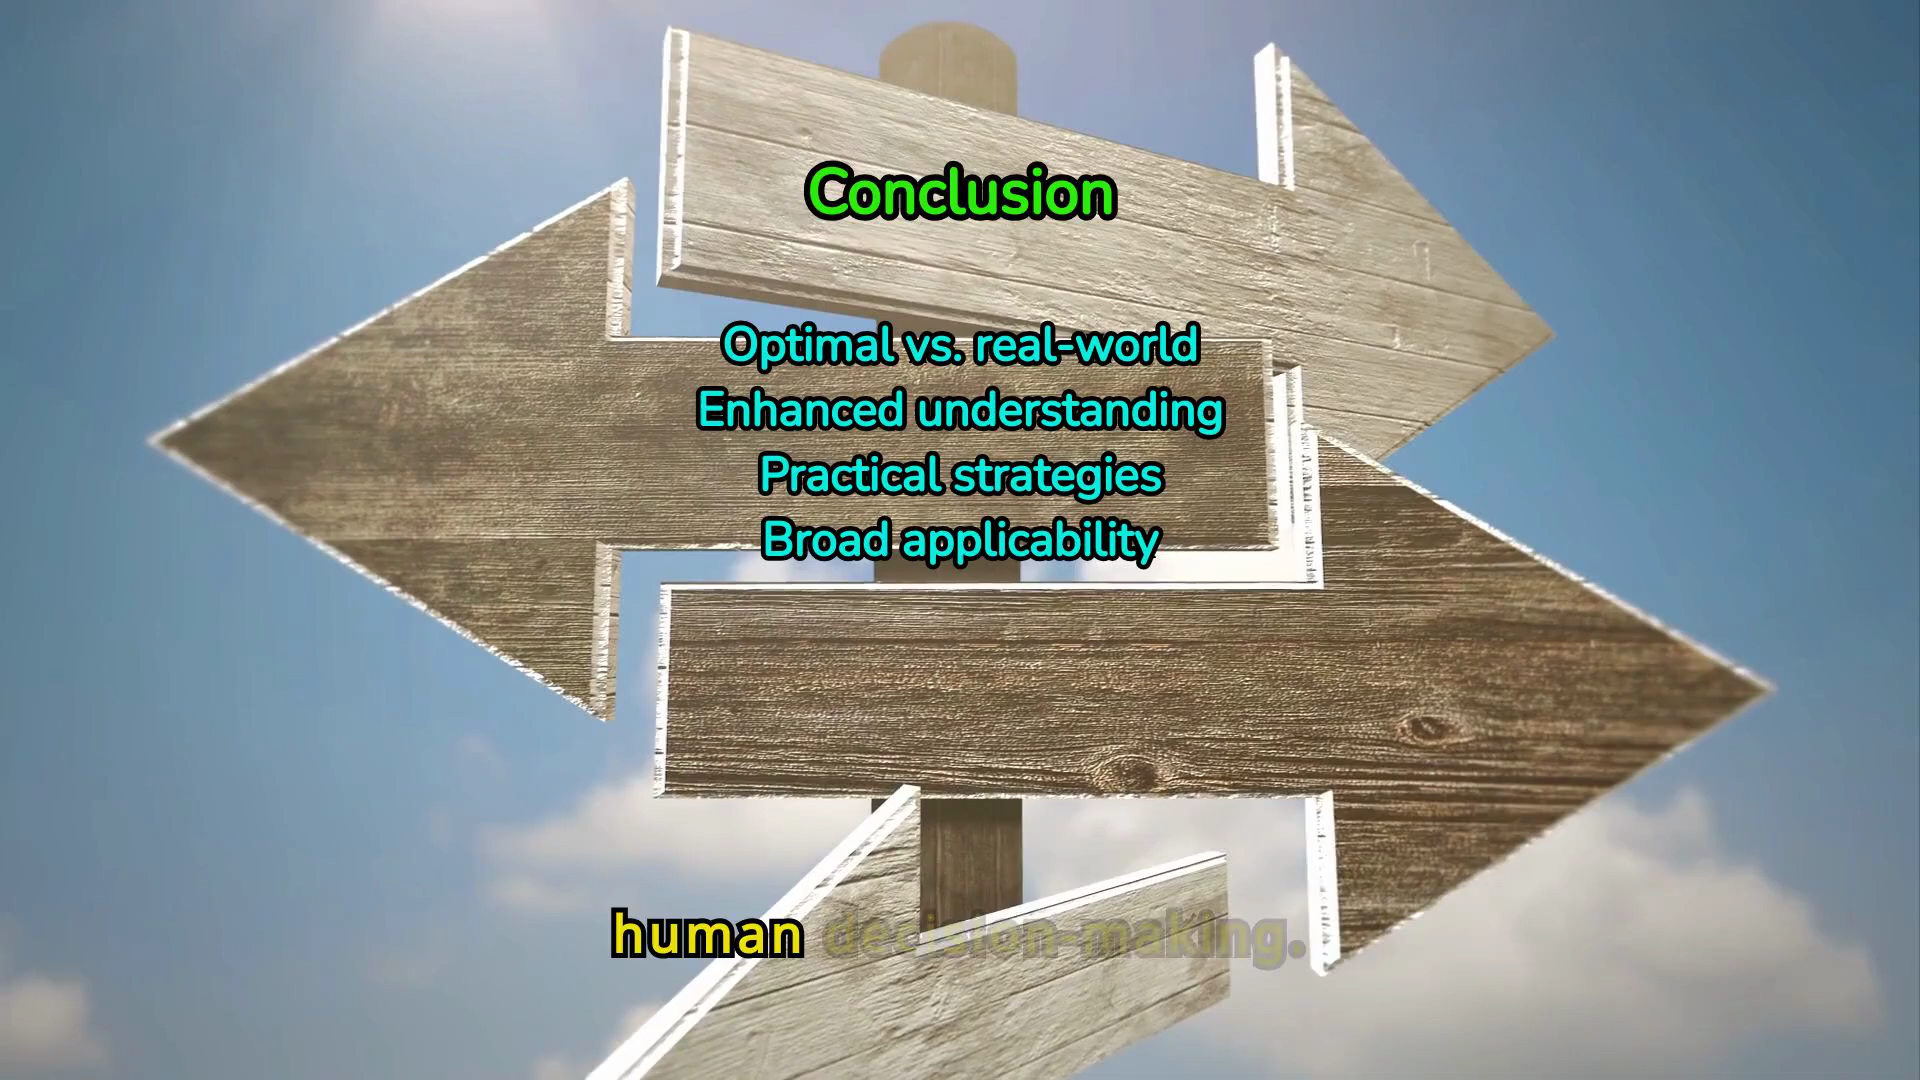 Conclusion
Optimal vs. real-world
Enhanced understanding
Practical strategies
Broad applicability
human decision-making.